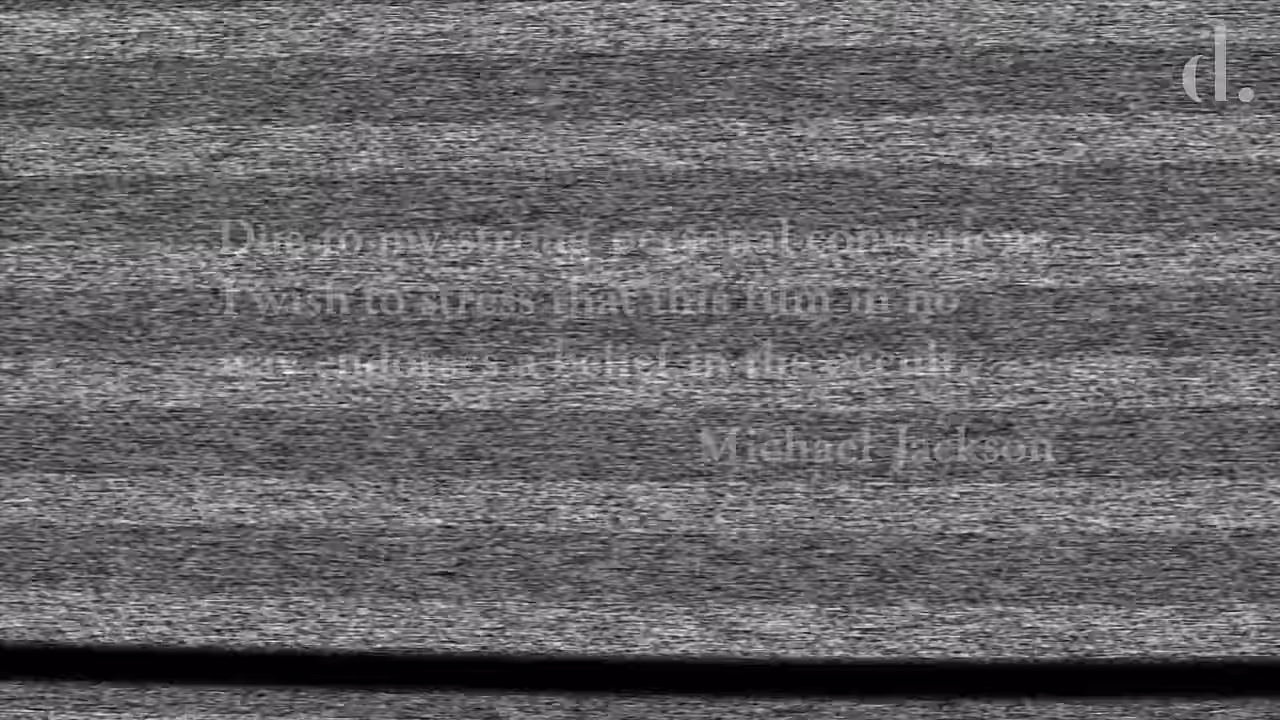 d.
Due to my strong personal convictions,
I wish to stress that this film in no
way endorses a belief in the occult.
Michael Jackson